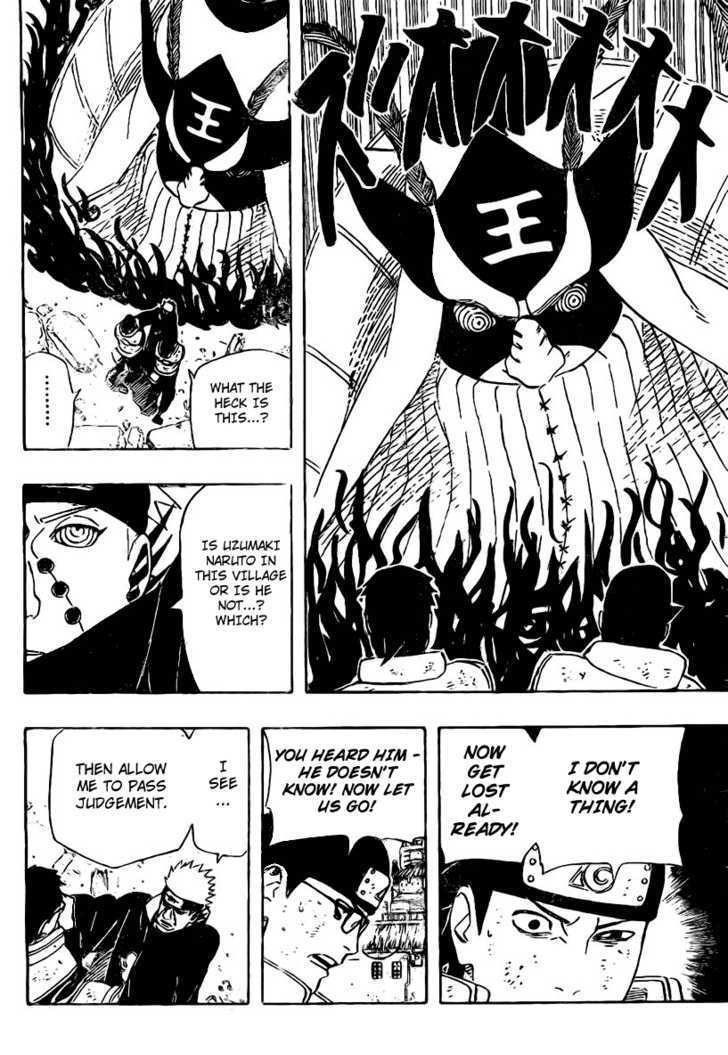 ズオオオオオ
王
王
WHAT THE
HECK IS
THIS...?
.........
IS UZUMAKI
NARUTO IN
THIS VILLAGE
OR IS HE
NOT...?
WHICH?
I DON'T
KNOW A
THING!
NOW
GET
LOST
AL-
READY!
YOU HEARD HIM -
HE DOESN'T
KNOW! NOW LET
US GO!
I
SEE
...
THEN ALLOW
ME TO PASS
JUDGEMENT.